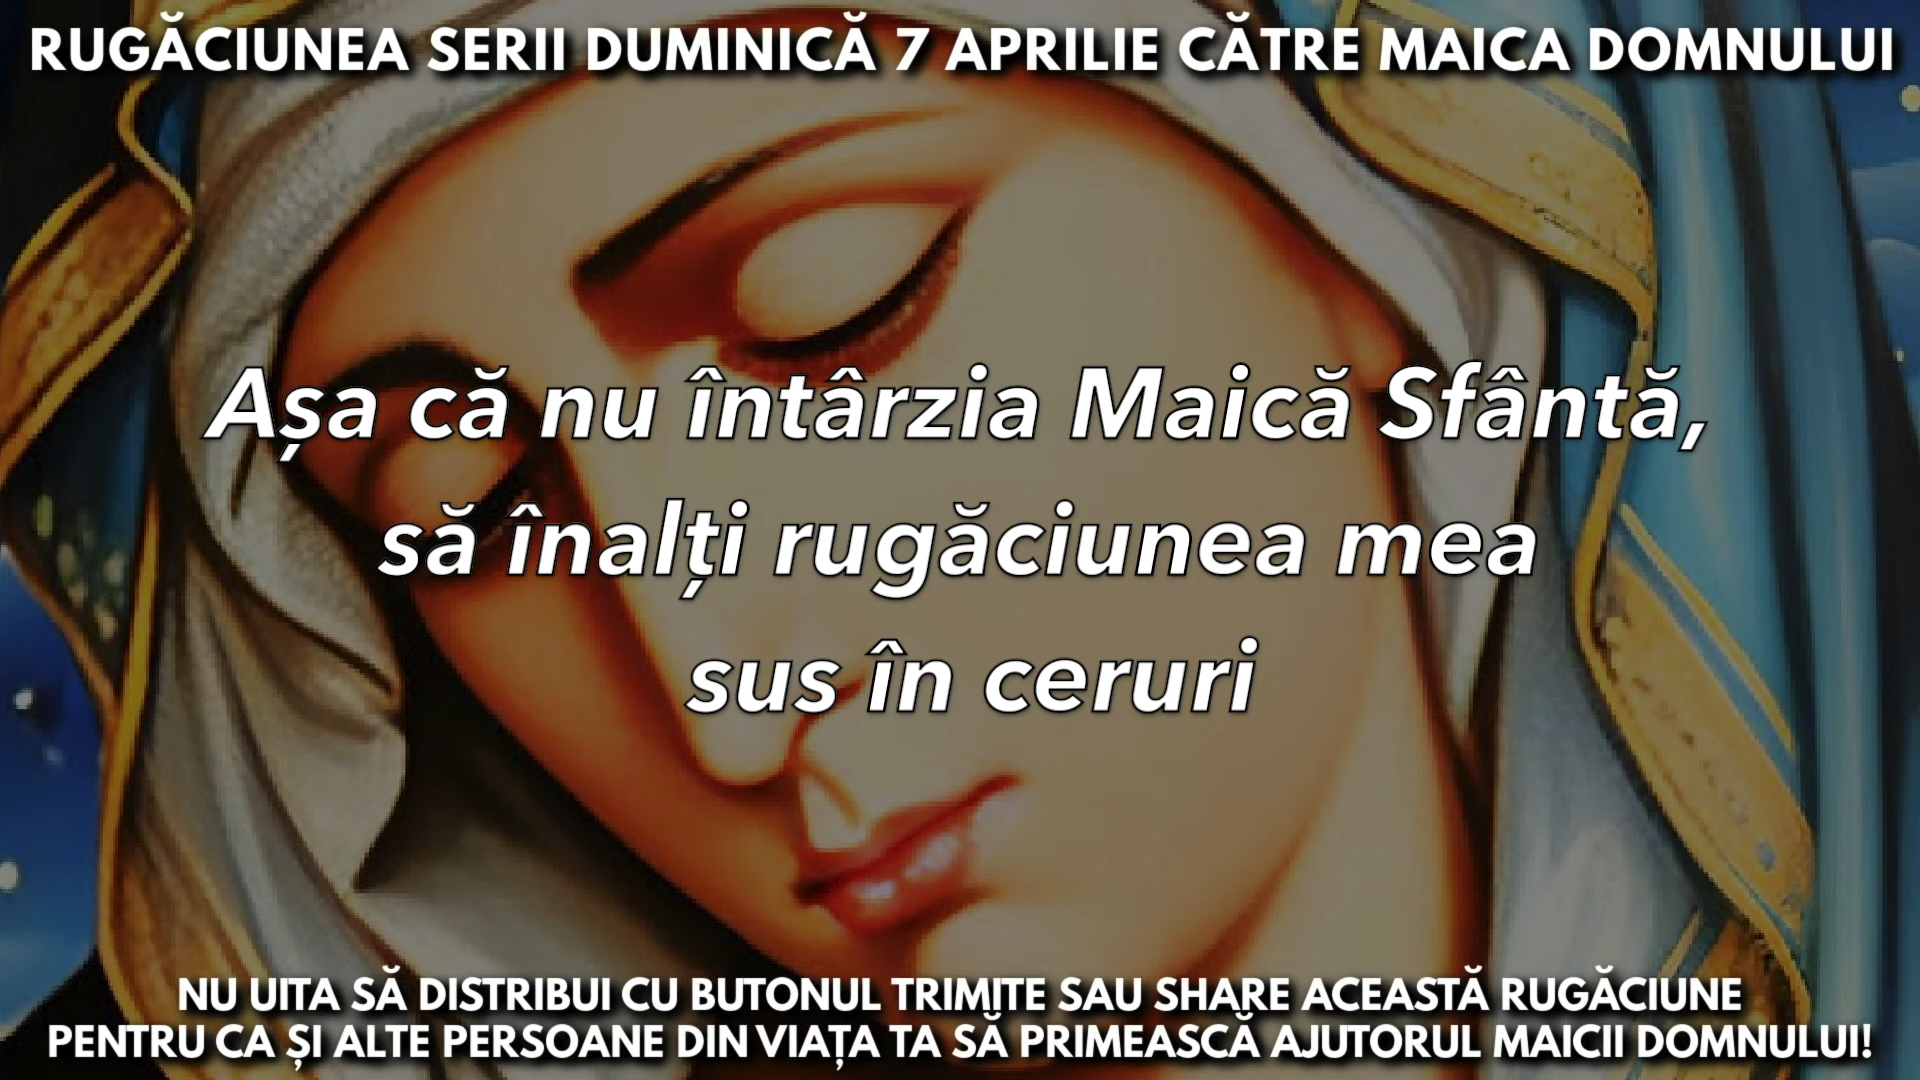 RUGĂCIUNEA SERII DUMINICĂ 7 APRILIE CĂTRE MAICA DOMNULUI
Așa că nu întârzia Maică Sfântă,
să înalți rugăciunea mea
sus în ceruri
NU UITA SĂ DISTRIBUI CU BUTONUL TRIMITE SAU SHARE ACEASTĂ RUGĂCIUNE
PENTRU CA ȘI ALTE PERSOANE DIN VIAȚA TA SĂ PRIMEASCĂ AJUTORUL MAICII DOMNULUI!